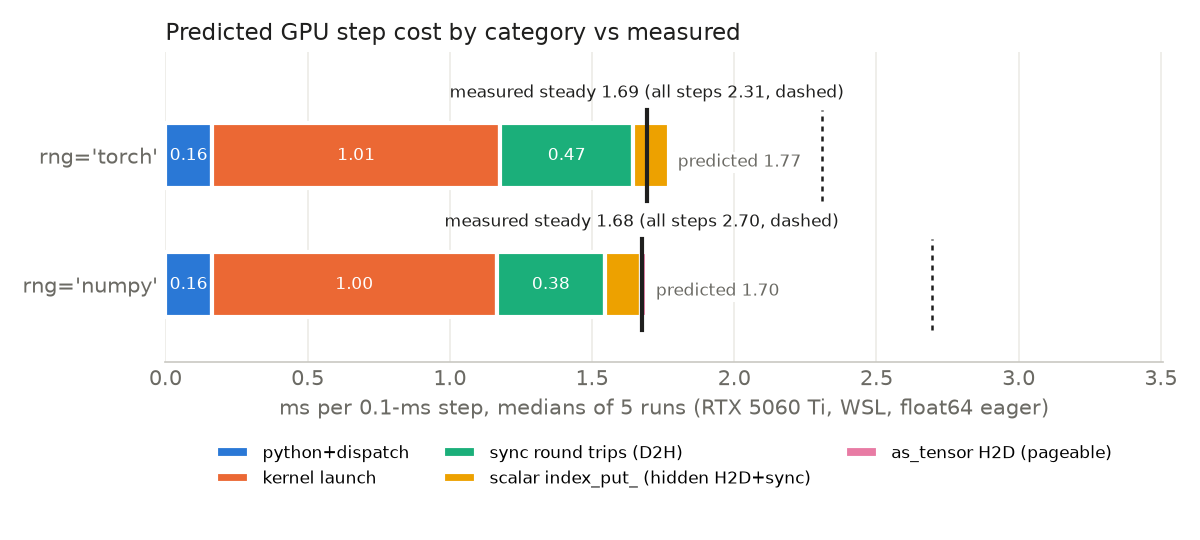 Predicted GPU step cost by category vs measured
measured steady 1.69 (all steps 2.31, dashed)
rng='torch'
0.16
1.01
0.47
predicted 1.77
measured steady 1.68 (all steps 2.70, dashed)
rng='numpy'
0.16
1.00
0.38
predicted 1.70
0.0 0.5 1.0 1.5 2.0 2.5 3.0 3.5
ms per 0.1-ms step, medians of 5 runs (RTX 5060 Ti, WSL, float64 eager)
python+dispatch
kernel launch
sync round trips (D2H)
scalar index_put_ (hidden H2D+sync)
as_tensor H2D (pageable)